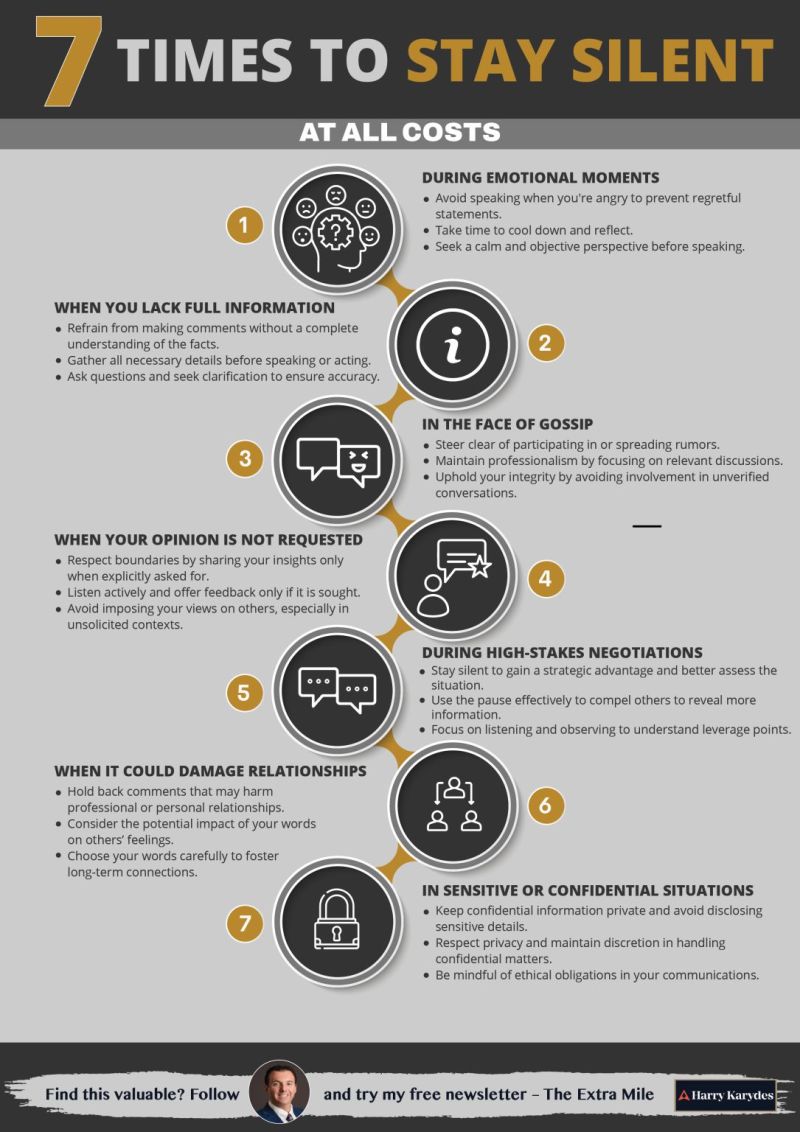 7 TIMES TO STAY SILENT
AT ALL COSTS
1
DURING EMOTIONAL MOMENTS
• Avoid speaking when you're angry to prevent regretful
statements.
• Take time to cool down and reflect.
• Seek a calm and objective perspective before speaking.
WHEN YOU LACK FULL INFORMATION
• Refrain from making comments without a complete
understanding of the facts.
• Gather all necessary details before speaking or acting.
• Ask questions and seek clarification to ensure accuracy.
i
2
3
IN THE FACE OF GOSSIP
• Steer clear of participating in or spreading rumors.
• Maintain professionalism by focusing on relevant discussions.
• Uphold your integrity by avoiding involvement in unverified
conversations.
WHEN YOUR OPINION IS NOT REQUESTED
• Respect boundaries by sharing your insights only
when explicitly asked for.
• Listen actively and offer feedback only if it is sought.
• Avoid imposing your views on others, especially in
unsolicited contexts.
4
5
DURING HIGH-STAKES NEGOTIATIONS
• Stay silent to gain a strategic advantage and better assess the
situation.
• Use the pause effectively to compel others to reveal more
information.
• Focus on listening and observing to understand leverage points.
WHEN IT COULD DAMAGE RELATIONSHIPS
• Hold back comments that may harm
professional or personal relationships.
• Consider the potential impact of your words
on others’ feelings.
• Choose your words carefully to foster
long-term connections.
6
7
IN SENSITIVE OR CONFIDENTIAL SITUATIONS
• Keep confidential information private and avoid disclosing
sensitive details.
• Respect privacy and maintain discretion in handling
confidential matters.
• Be mindful of ethical obligations in your communications.
Find this valuable? Follow and try my free newsletter – The Extra Mile
Harry Karydes